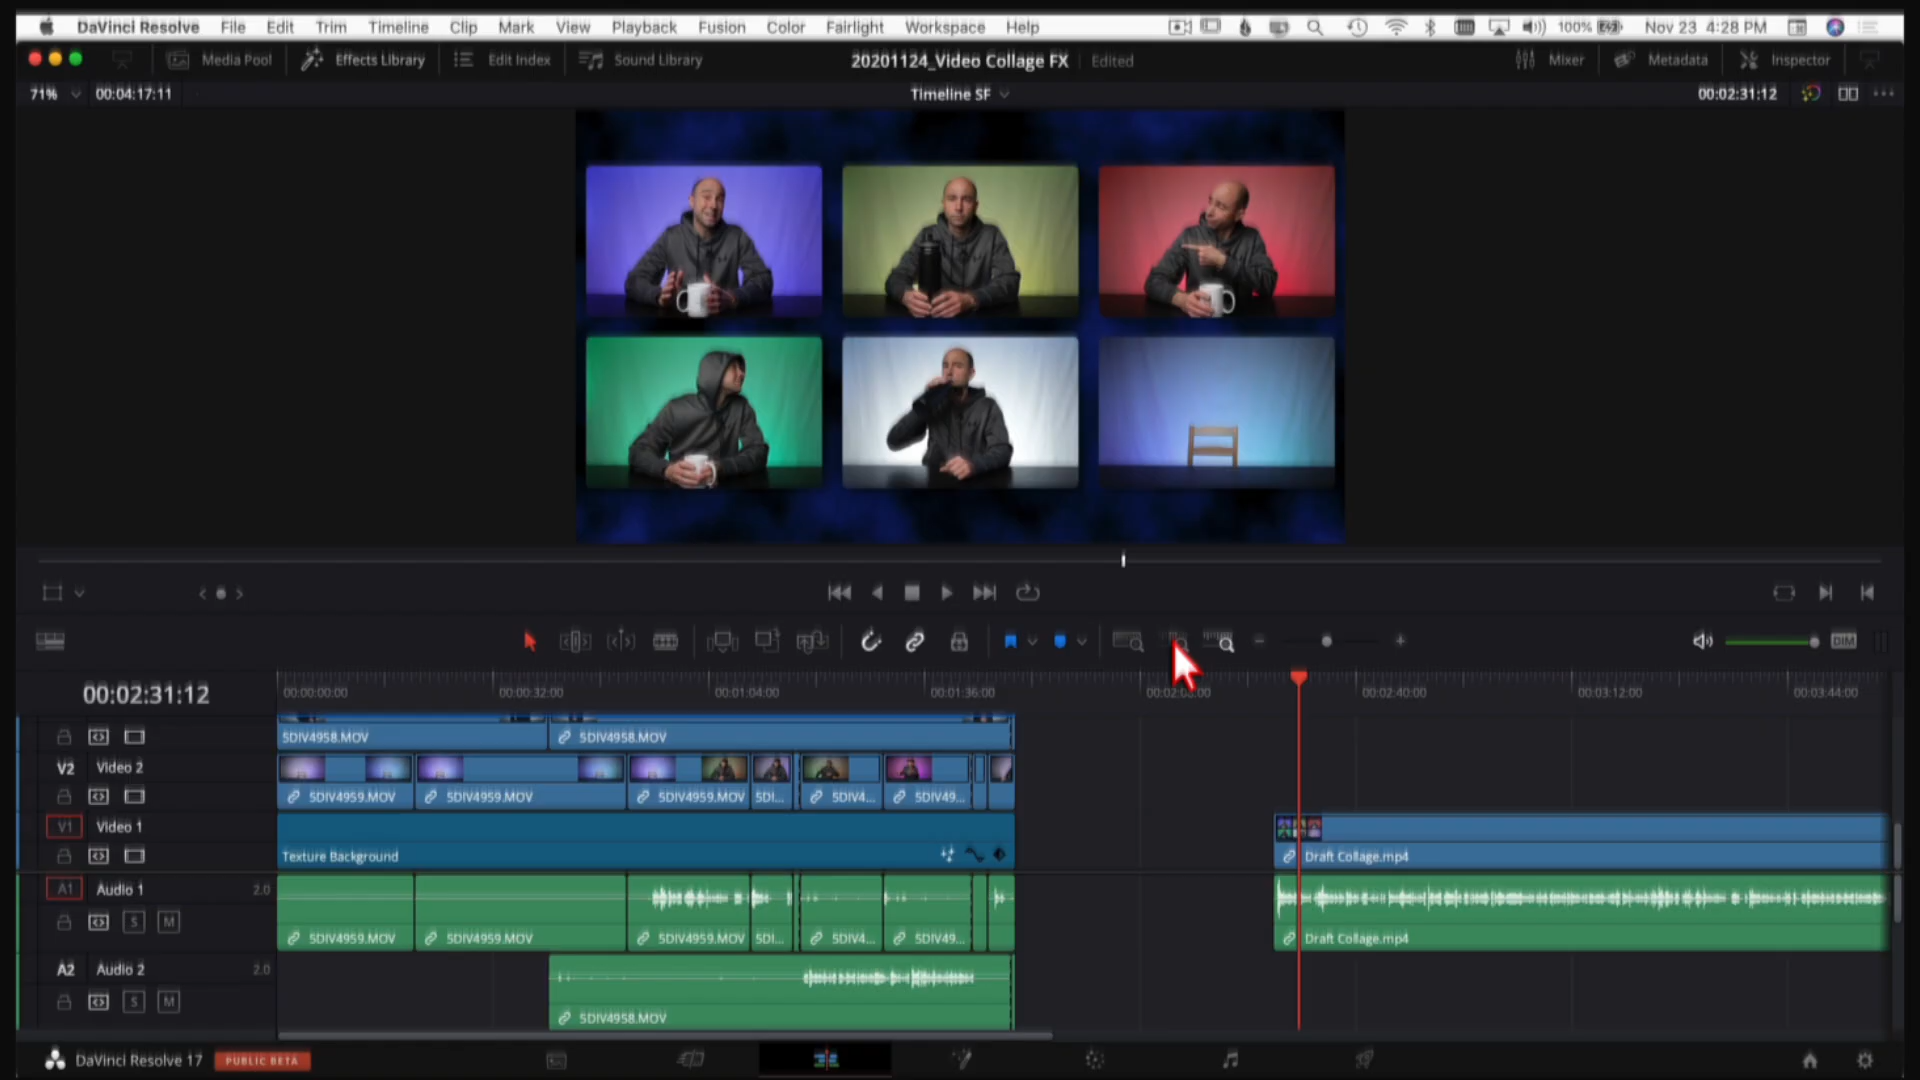 DaVinci Resolve File Edit Trim Timeline Clip Mark View Playback Fusion Color Fairlight Workspace Help 100% Nov 23 4:28 PM
Media Pool Effects Library Edit Index Sound Library 20201124_Video Collage FX Edited Mixer Metadata Inspector
71% 00:04:17:11 Timeline SF 00:02:31:12
DIM
00:02:31:12 00:00:00:00 00:00:32:00 00:01:04:00 00:01:36:00 00:02:40:00 00:03:12:00 00:03:44:00
SDIV4958.MOV SDIV4958.MOV
V2 Video 2
SDIV4959.MOV SDIV4959.MOV SDIV4959.MOV SDI... SDIV4... SDIV49...
V1 Video 1
Texture Background Draft Collage.mp4
A1 Audio 1 2.0
S M
SDIV4959.MOV SDIV4959.MOV SDIV4959.MOV SDI... SDIV4... SDIV49... Draft Collage.mp4
A2 Audio 2 2.0
S M
SDIV4958.MOV
DaVinci Resolve 17 PUBLIC BETA